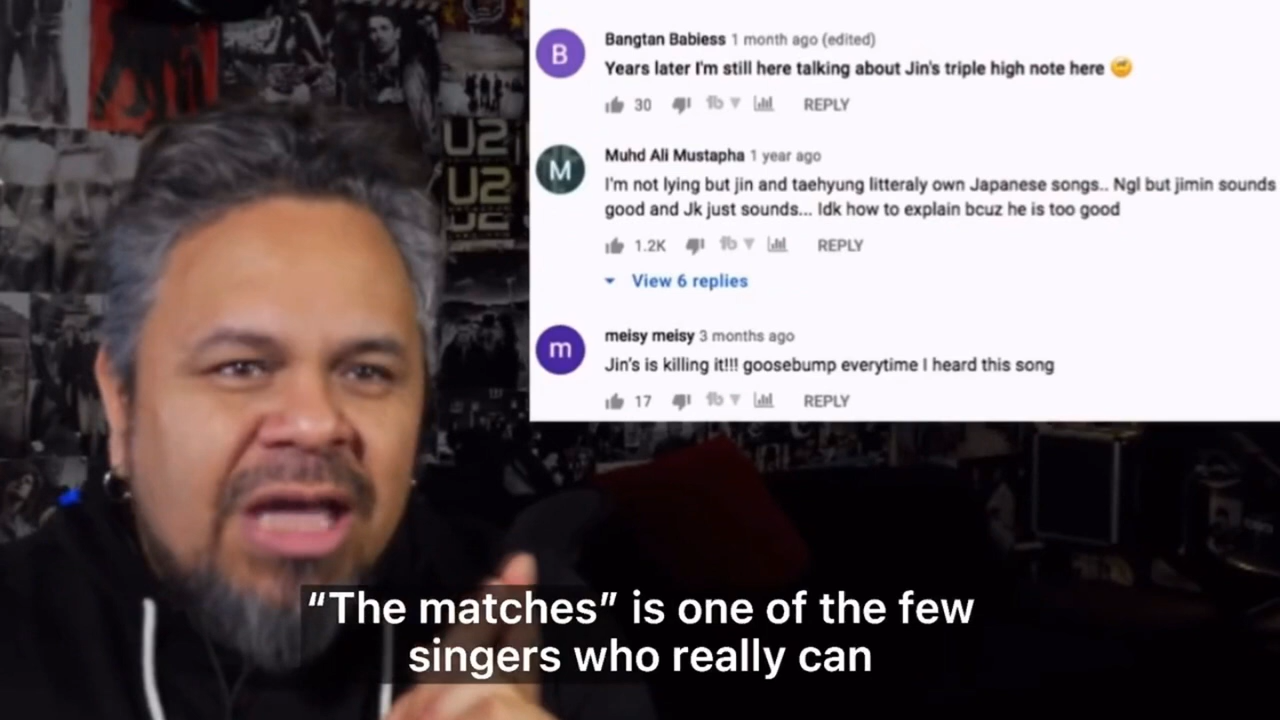 U2
U2
U2
B
Bangtan Babiess 1 month ago (edited)
Years later I'm still here talking about Jin's triple high note here 🥴
30 REPLY
M
Muhd Ali Mustapha 1 year ago
I'm not lying but jin and taehyung litteraly own Japanese songs.. Ngl but jimin sounds
good and Jk just sounds... Idk how to explain bcuz he is too good
1.2K REPLY
View 6 replies
m
meisy meisy 3 months ago
Jin's is killing it!!! goosebump everytime I heard this song
17 REPLY
“The matches” is one of the few
singers who really can